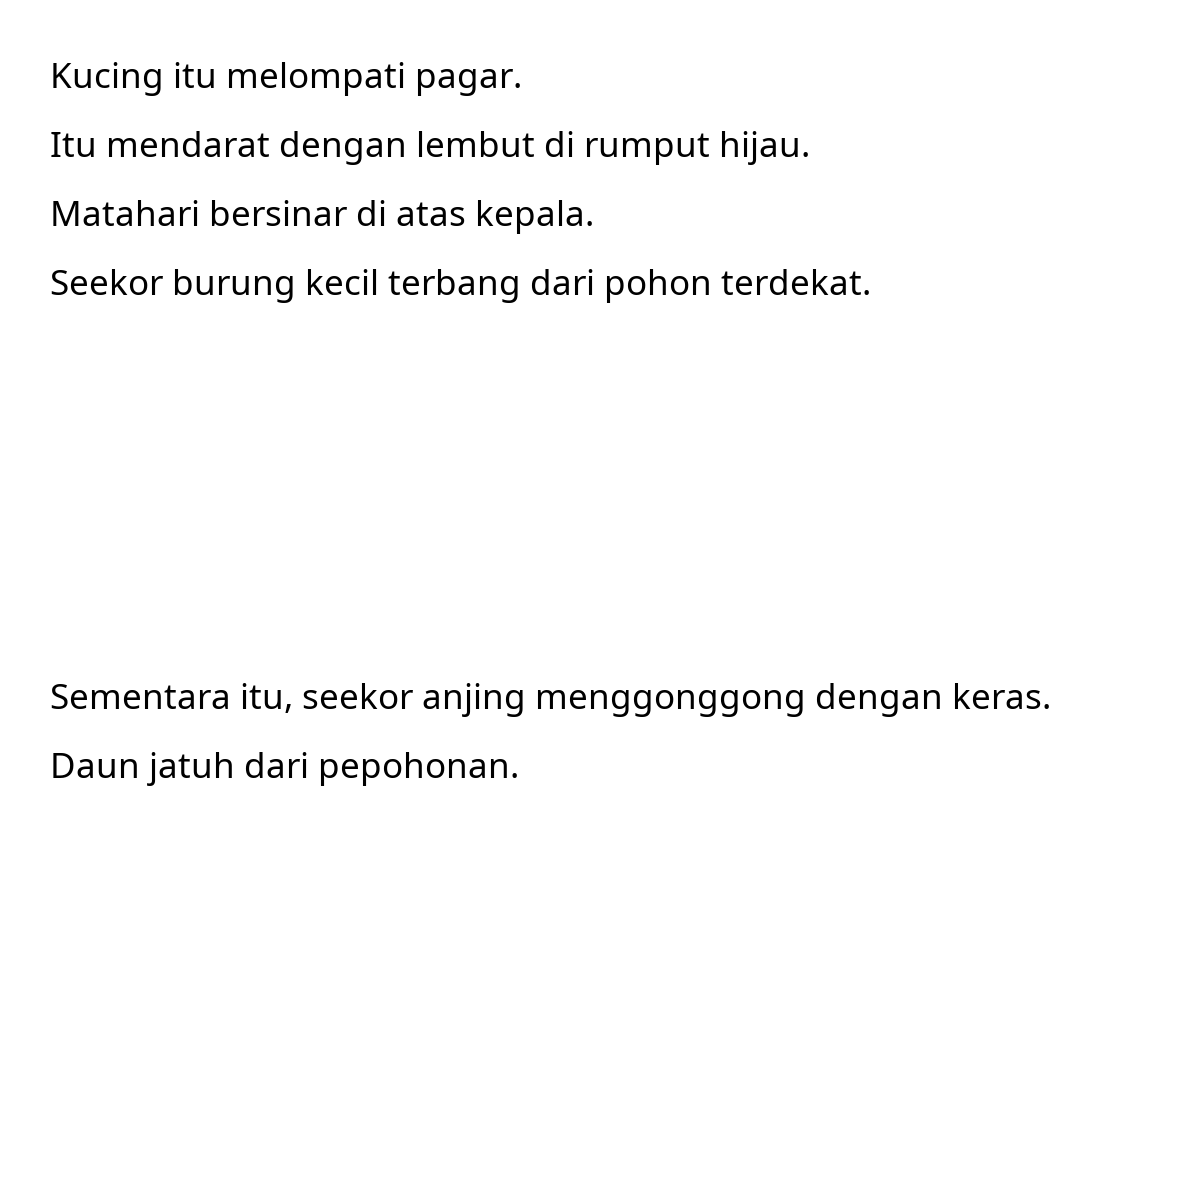 Kucing itu melompati pagar.
Itu mendarat dengan lembut di rumput hijau.
Matahari bersinar di atas kepala.
Seekor burung kecil terbang dari pohon terdekat.
Sementara itu, seekor anjing menggonggong dengan keras.
Daun jatuh dari pepohonan.